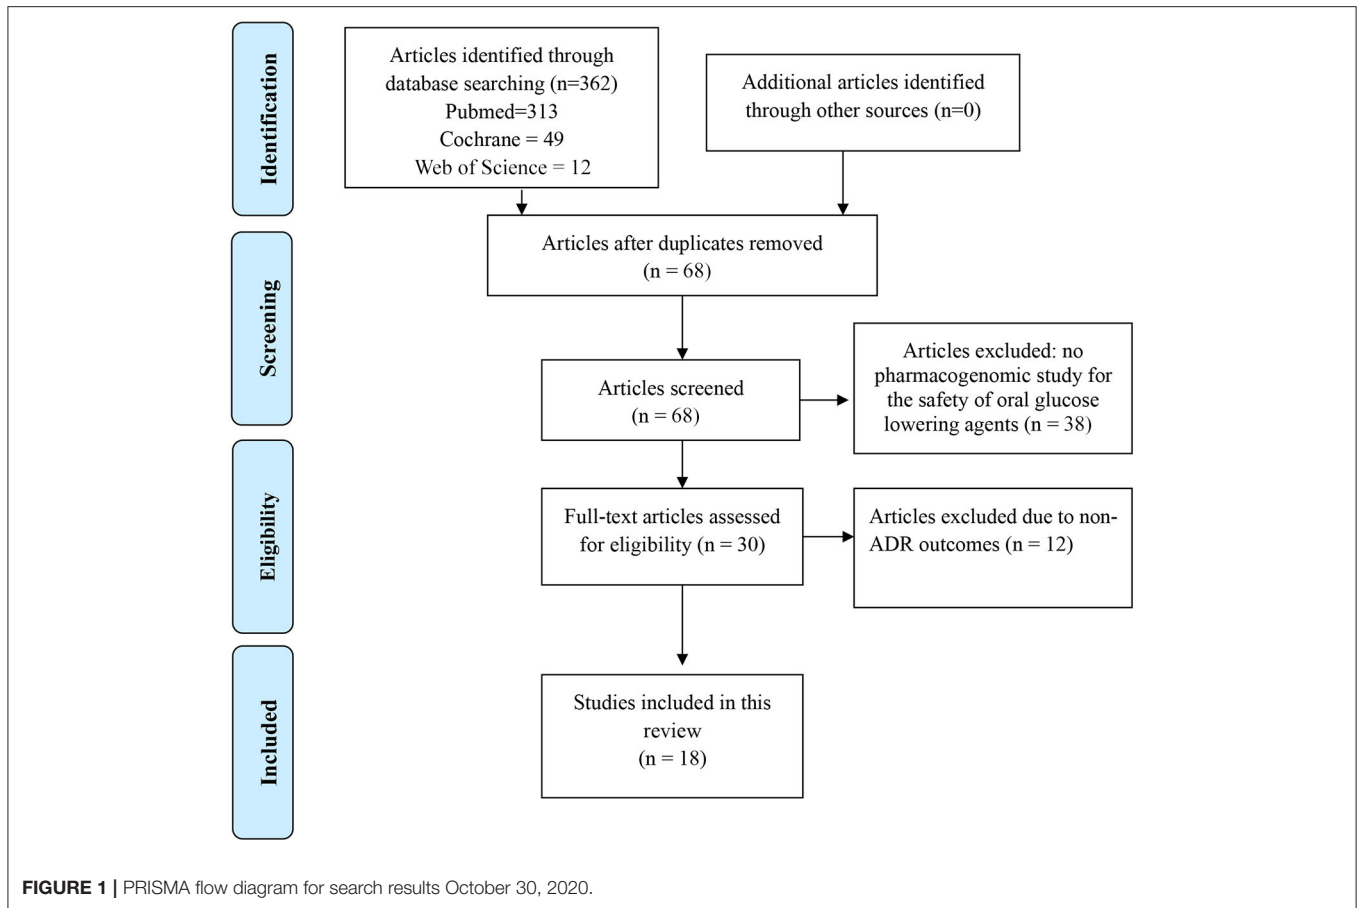 Identification
Articles identified through
database searching (n=362)
Pubmed=313
Cochrane = 49
Web of Science = 12
Additional articles identified
through other sources (n=0)
Articles after duplicates removed
(n = 68)
Screening
Articles screened
(n = 68)
Articles excluded: no
pharmacogenomic study for
the safety of oral glucose
lowering agents (n = 38)
Eligibility
Full-text articles assessed
for eligibility (n = 30)
Articles excluded due to non-
ADR outcomes (n = 12)
Included
Studies included in this
review
(n = 18)
FIGURE 1 | PRISMA flow diagram for search results October 30, 2020.